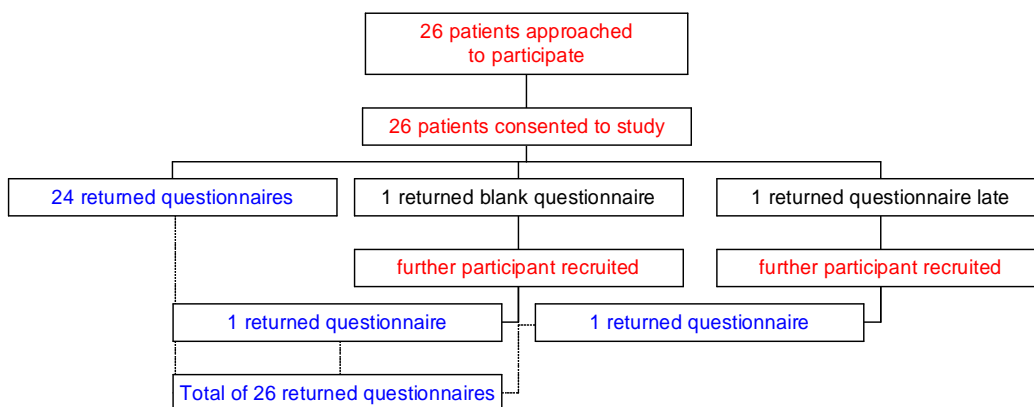 26 patients approached
to participate
26 patients consented to study
24 returned questionnaires
1 returned blank questionnaire
1 returned questionnaire late
further participant recruited
further participant recruited
1 returned questionnaire
1 returned questionnaire
Total of 26 returned questionnaires